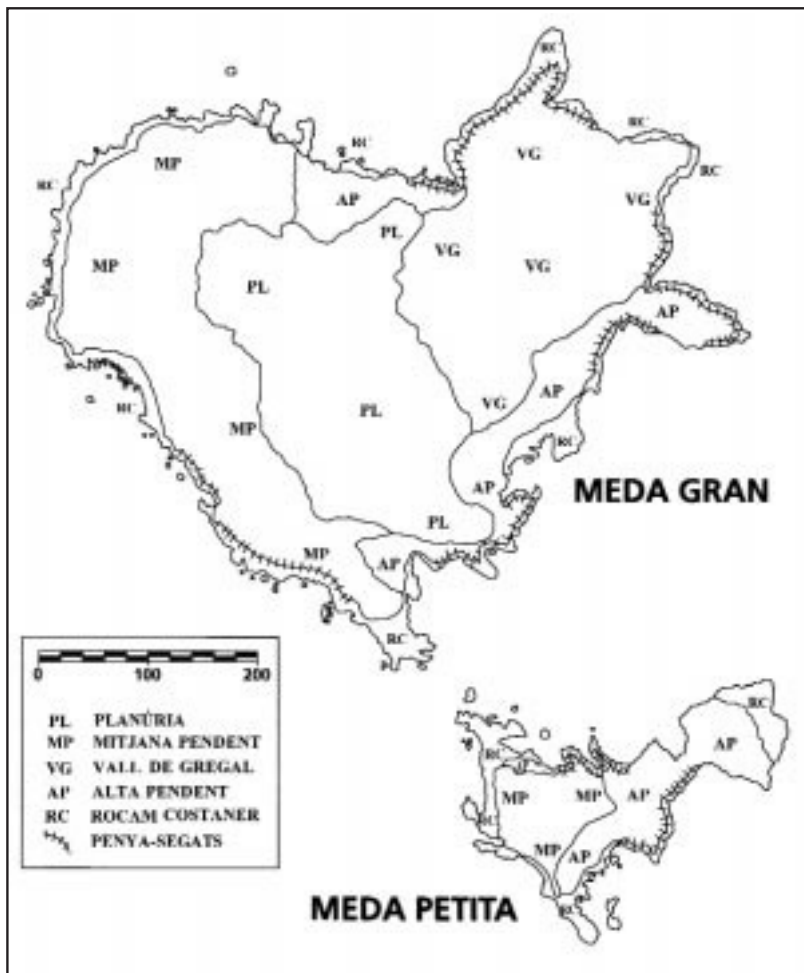 RC
RC
RC
VG
MP
RC
RC
AP
VG
PL
VG
MP
VG
PL
AP
VG
AP
RC
PL
MP
RC
AP
MEDA GRAN
PL
MP
AP
RC
0 100 200
PL PLANÚRIA
MP MITJANA PENDENT
VG VALL DE GREGAL
AP ALTA PENDENT
RC ROCAM COSTANER
PENYA-SEGATS
RC
AP
RC
MP
MP
AP
MP
AP
MEDA PETITA